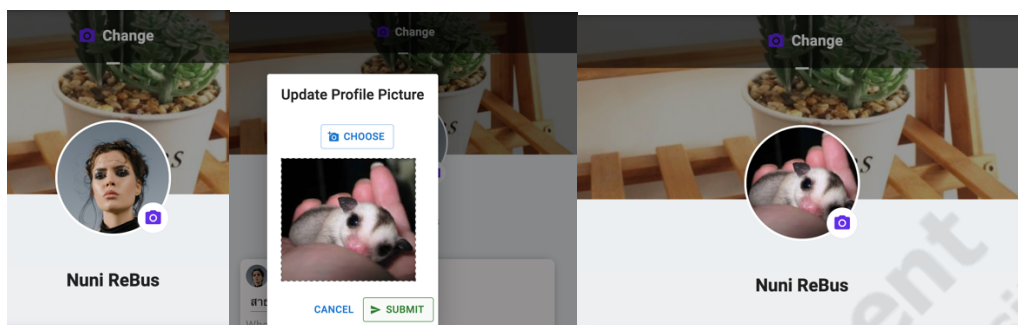 Change
Nuni ReBus
Change
Update Profile Picture
CHOOSE
CANCEL
SUBMIT
Change
Nuni ReBus